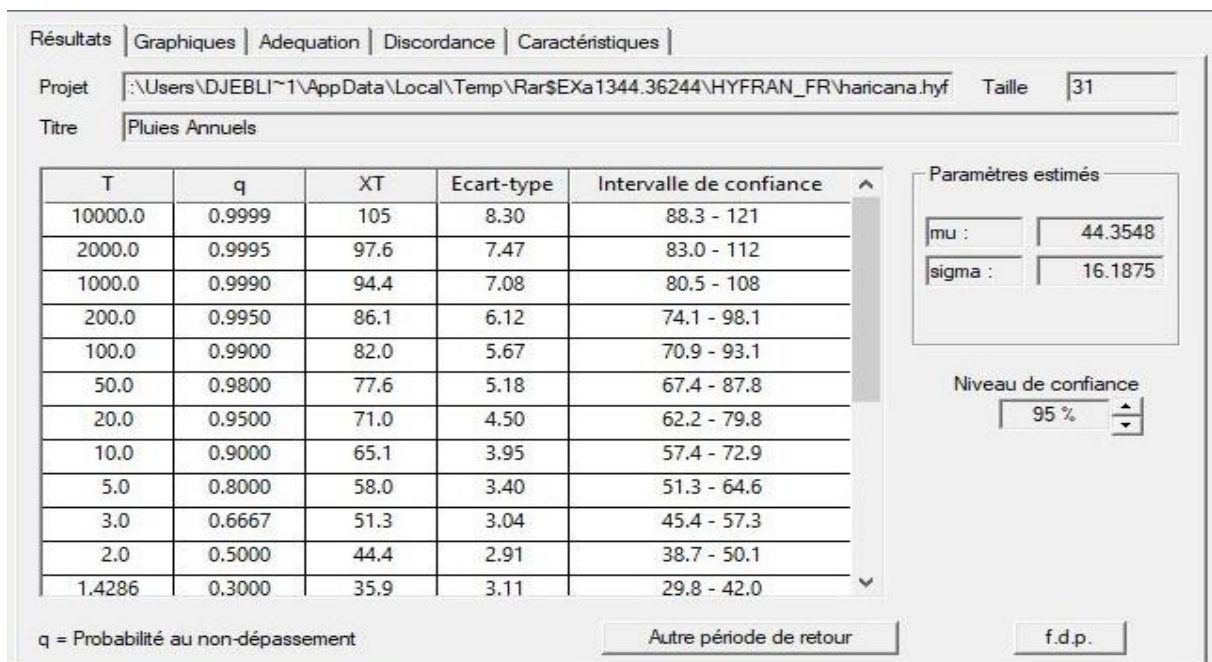 Résultats Graphiques Adequation Discordance Caractéristiques
Projet :\Users\DJEBLI~1\AppData\Local\Temp\Rar$EXa1344.36244\HYFRAN_FR\haricana.hyf Taille 31
Titre Pluies Annuels
T q XT Ecart-type Intervalle de confiance
10000.0 0.9999 105 8.30 88.3 - 121
2000.0 0.9995 97.6 7.47 83.0 - 112
1000.0 0.9990 94.4 7.08 80.5 - 108
200.0 0.9950 86.1 6.12 74.1 - 98.1
100.0 0.9900 82.0 5.67 70.9 - 93.1
50.0 0.9800 77.6 5.18 67.4 - 87.8
20.0 0.9500 71.0 4.50 62.2 - 79.8
10.0 0.9000 65.1 3.95 57.4 - 72.9
5.0 0.8000 58.0 3.40 51.3 - 64.6
3.0 0.6667 51.3 3.04 45.4 - 57.3
2.0 0.5000 44.4 2.91 38.7 - 50.1
1.4286 0.3000 35.9 3.11 29.8 - 42.0
Paramètres estimés
mu : 44.3548
sigma : 16.1875
Niveau de confiance
95 %
q = Probabilité au non-dépassement
Autre période de retour
f.d.p.